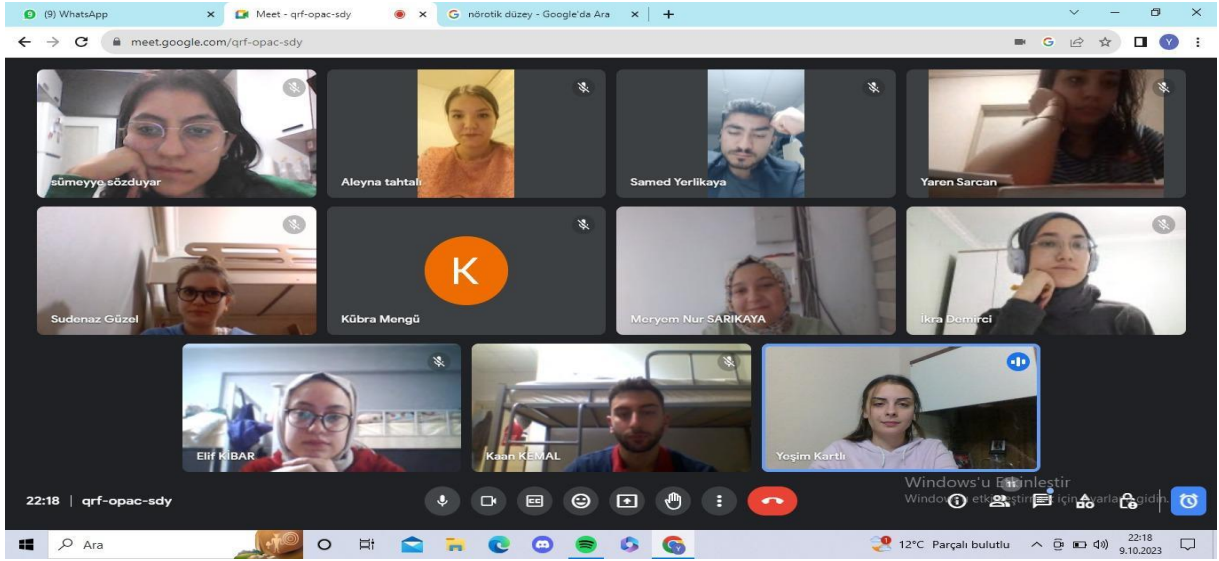 (9) WhatsApp
Meet - qrf-opac-sdy
nörotik düzey - Google'da Ara
meet.google.com/qrf-opac-sdy
Y
sümeyye sözduyar
Aleyna tahtalı
Samed Yerlikaya
Yaren Sarcan
Sudenaz Güzel
K
Kübra Mengü
Meryem Nur SARIKAYA
İkra Demirci
Elif KIBAR
Kaan KEMAL
Yeşim Kartlı
22:18 | qrf-opac-sdy
CC
11
Ara
12°C Parçalı bulutlu
22:18
9.10.2023